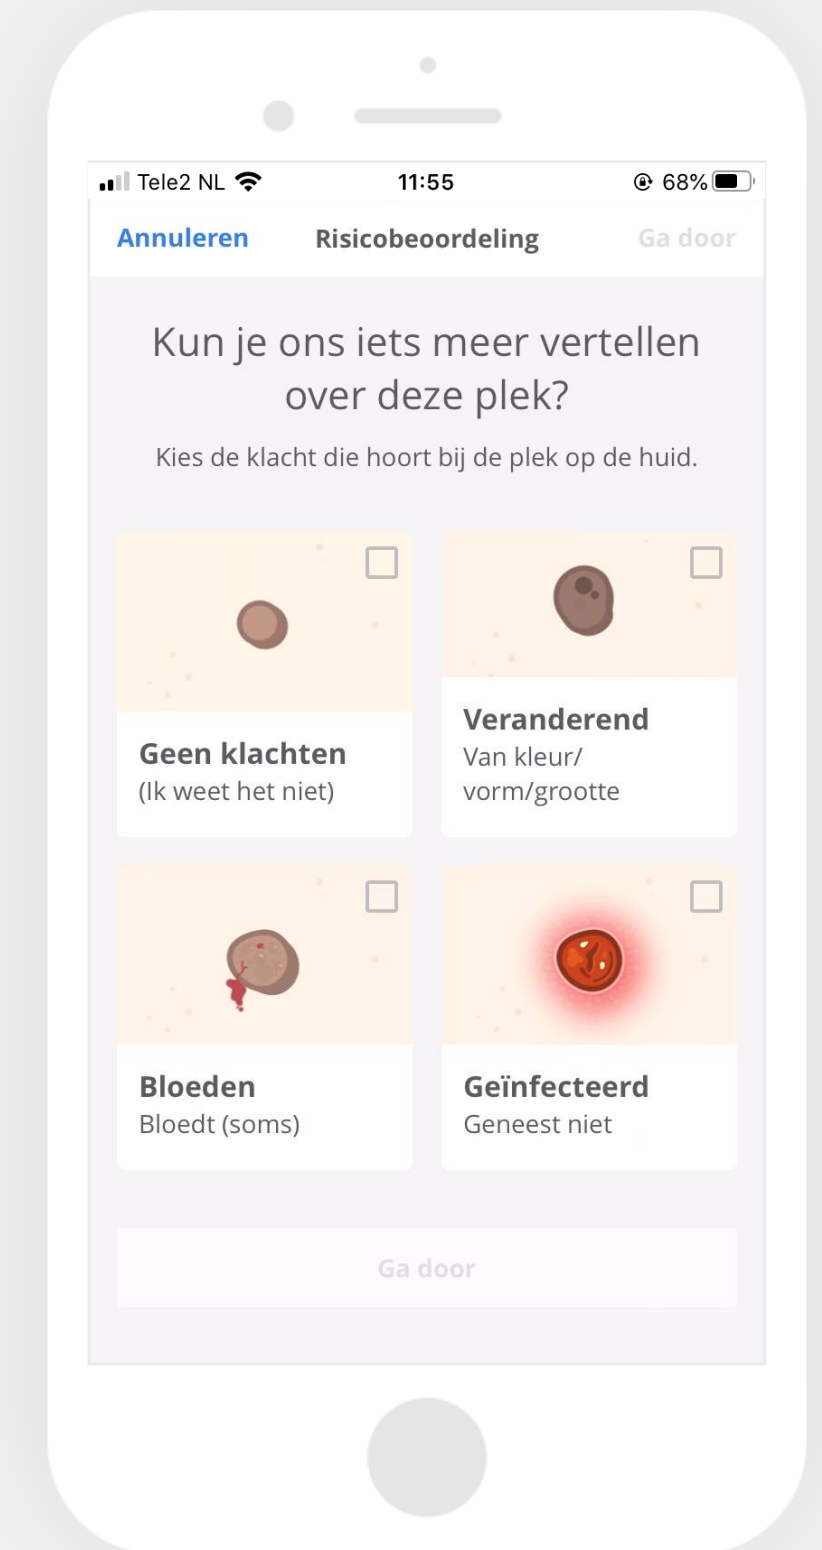 Tele2 NL 11:55 68%
Annuleren Risicobeoordeling Ga door
Kun je ons iets meer vertellen
over deze plek?
Kies de klacht die hoort bij de plek op de huid.
Geen klachten
(Ik weet het niet)
Veranderend
Van kleur/
vorm/grootte
Bloeden
Bloedt (soms)
Geïnfecteerd
Geneest niet
Ga door